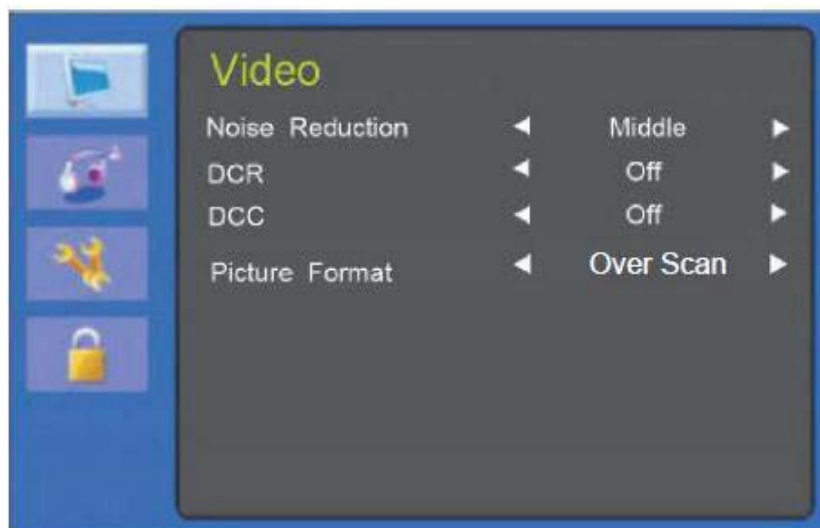 Video
Noise Reduction Middle
DCR Off
DCC Off
Picture Format Over Scan